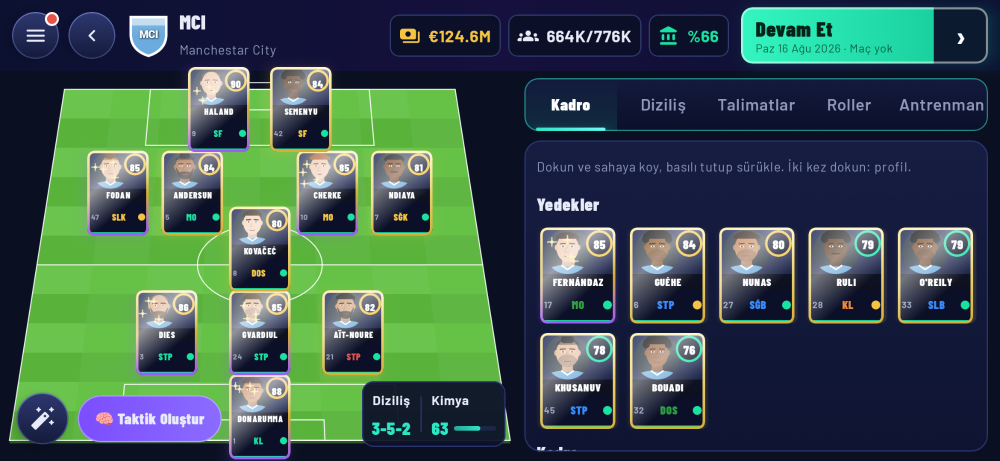 MCI
MCI
Manchestar City
€124.6M
664K/776K
%66
Devam Et
Paz 16 Ağu 2026 · Maç yok
Kadro
Diziliş
Talimatlar
Roller
Antrenman
Dokun ve sahaya koy, basılı tutup sürükle. İki kez dokun: profil.
Yedekler
90
HALAND
9 SF
84
SEMENYU
42 SF
85
FODAN
47 SLK
84
ANDERSUN
5 MO
85
CHERKE
10 MO
81
NDIAYA
7 SĞK
80
KOVAČEĆ
8 DOS
86
DIES
3 STP
85
GVARDIUL
24 STP
82
AÏT-NOURE
21 STP
88
DONARUMMA
1 KL
85
FERNÁNDAZ
17 MO
84
GUÉHE
6 STP
80
NUNAS
27 SĞB
79
RULI
28 KL
79
O'REILY
33 SLB
78
KHUSANUV
45 STP
76
BOUADI
32 DOS
Taktik Oluştur
Diziliş
3-5-2
Kimya
63